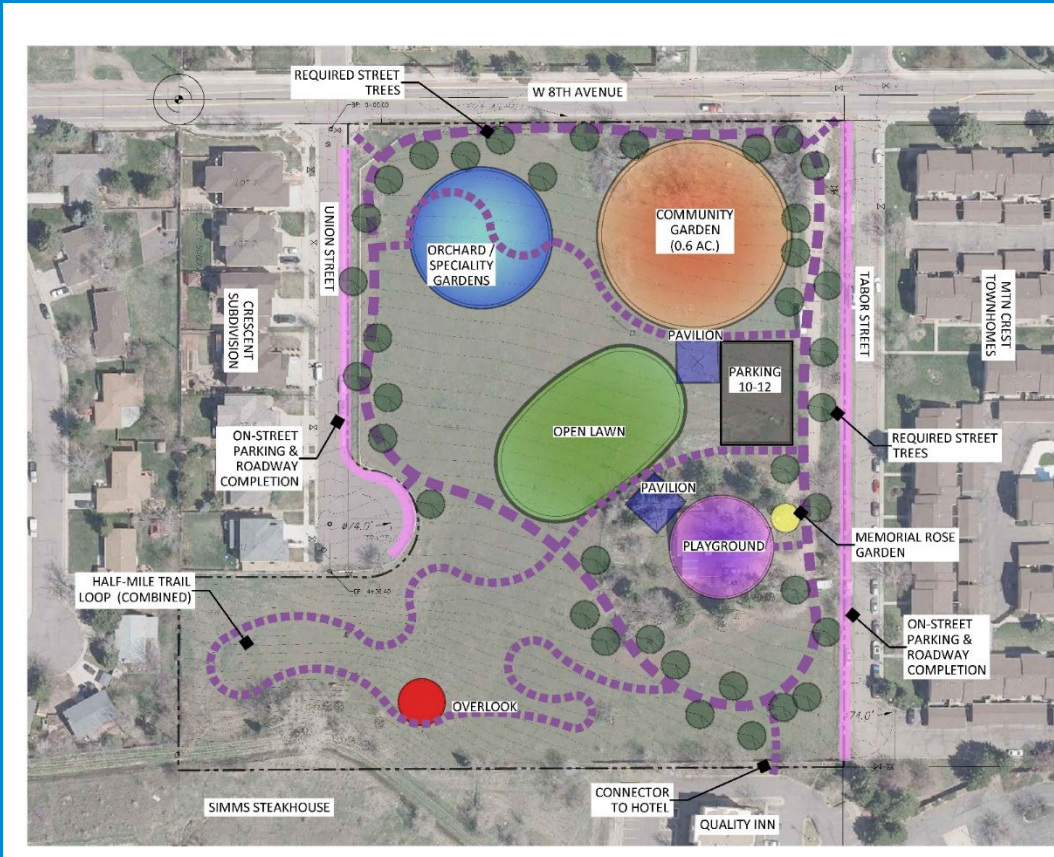 REQUIRED STREET
TREES
W 8TH AVENUE
UNION STREET
ORCHARD /
SPECIALITY
GARDENS
COMMUNITY
GARDEN
(0.6 AC.)
CRESCENT
SUBDIVISION
TABOR STREET
MTN CREST
TOWNHOMES
PAVILION
PARKING
10-12
OPEN LAWN
ON-STREET
PARKING &
ROADWAY
COMPLETION
REQUIRED STREET
TREES
PAVILION
PLAYGROUND
MEMORIAL ROSE
GARDEN
HALF-MILE TRAIL
LOOP (COMBINED)
ON-STREET
PARKING &
ROADWAY
COMPLETION
OVERLOOK
CONNECTOR
TO HOTEL
SIMMS STEAKHOUSE
QUALITY INN